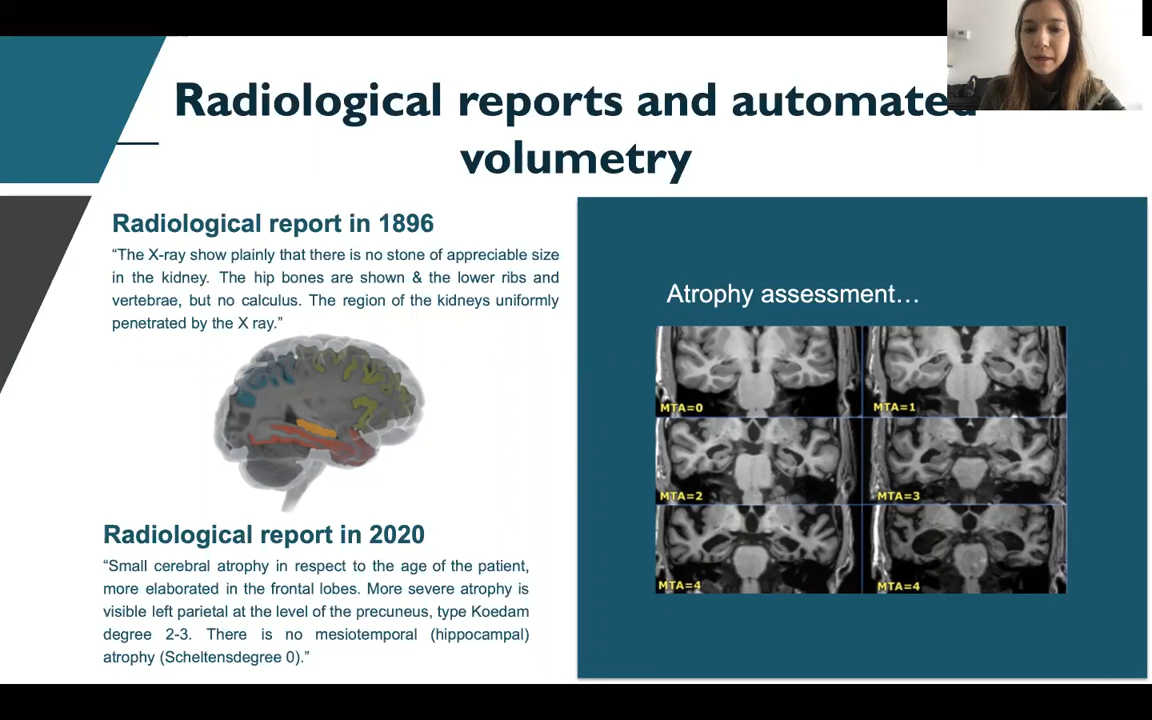 Radiological reports and automated
volumetry
Radiological report in 1896
“The X-ray show plainly that there is no stone of appreciable size
in the kidney. The hip bones are shown & the lower ribs and
vertebrae, but no calculus. The region of the kidneys uniformly
penetrated by the X ray.”
Radiological report in 2020
“Small cerebral atrophy in respect to the age of the patient,
more elaborated in the frontal lobes. More severe atrophy is
visible left parietal at the level of the precuneus, type Koedam
degree 2-3. There is no mesiotemporal (hippocampal)
atrophy (Scheltensdegree 0).”
Atrophy assessment…
MTA=0
MTA=1
MTA=2
MTA=3
MTA=4
MTA=4